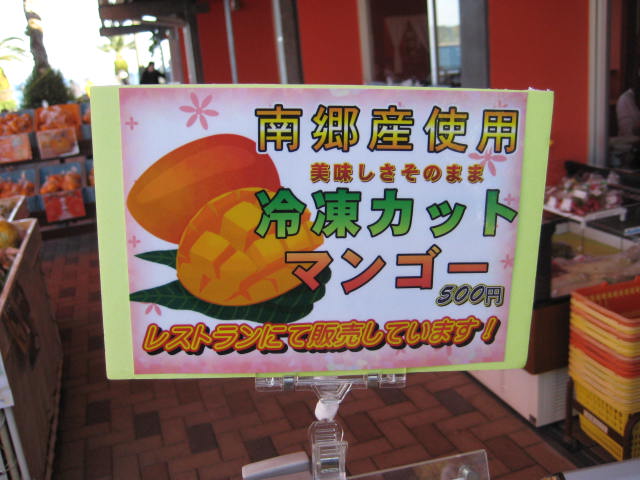 南郷産使用
美味しさそのまま
冷凍カット
マンゴー
500円
レストランにて販売しています！